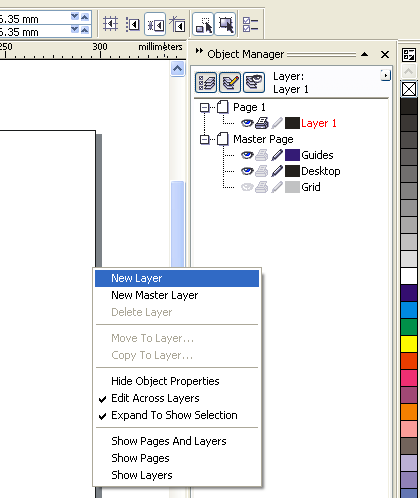 6.35 mm
6.35 mm
250
300
millimeters
Object Manager
Layer:
Layer 1
Page 1
Layer 1
Master Page
Guides
Desktop
Grid
New Layer
New Master Layer
Delete Layer
Move To Layer...
Copy To Layer...
Hide Object Properties
Edit Across Layers
Expand To Show Selection
Show Pages And Layers
Show Pages
Show Layers